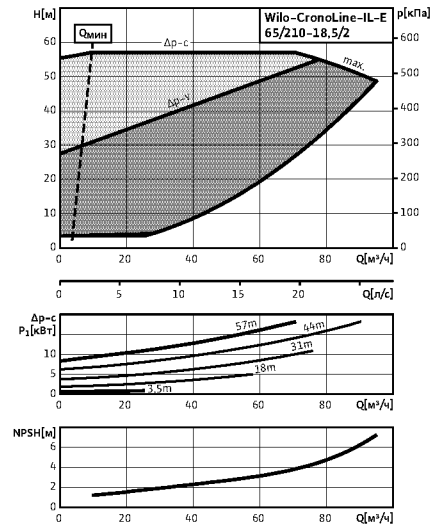 H[м]
p[кПа]
Wilo-CronoLine-IL-E
65/210-18,5/2
Qмин
Δp-c
max.
Δp-v
60
50
40
30
20
10
0
600
500
400
300
200
100
0
0 20 40 60 80 Q[м³/ч]
0 5 10 15 20 Q[л/с]
Δp-c
P₁[кВт]
57m
44m
31m
18m
3,5m
15
10
5
0
0 20 40 60 80 Q[м³/ч]
NPSH[м]
6
4
2
0
0 20 40 60 80 Q[м³/ч]